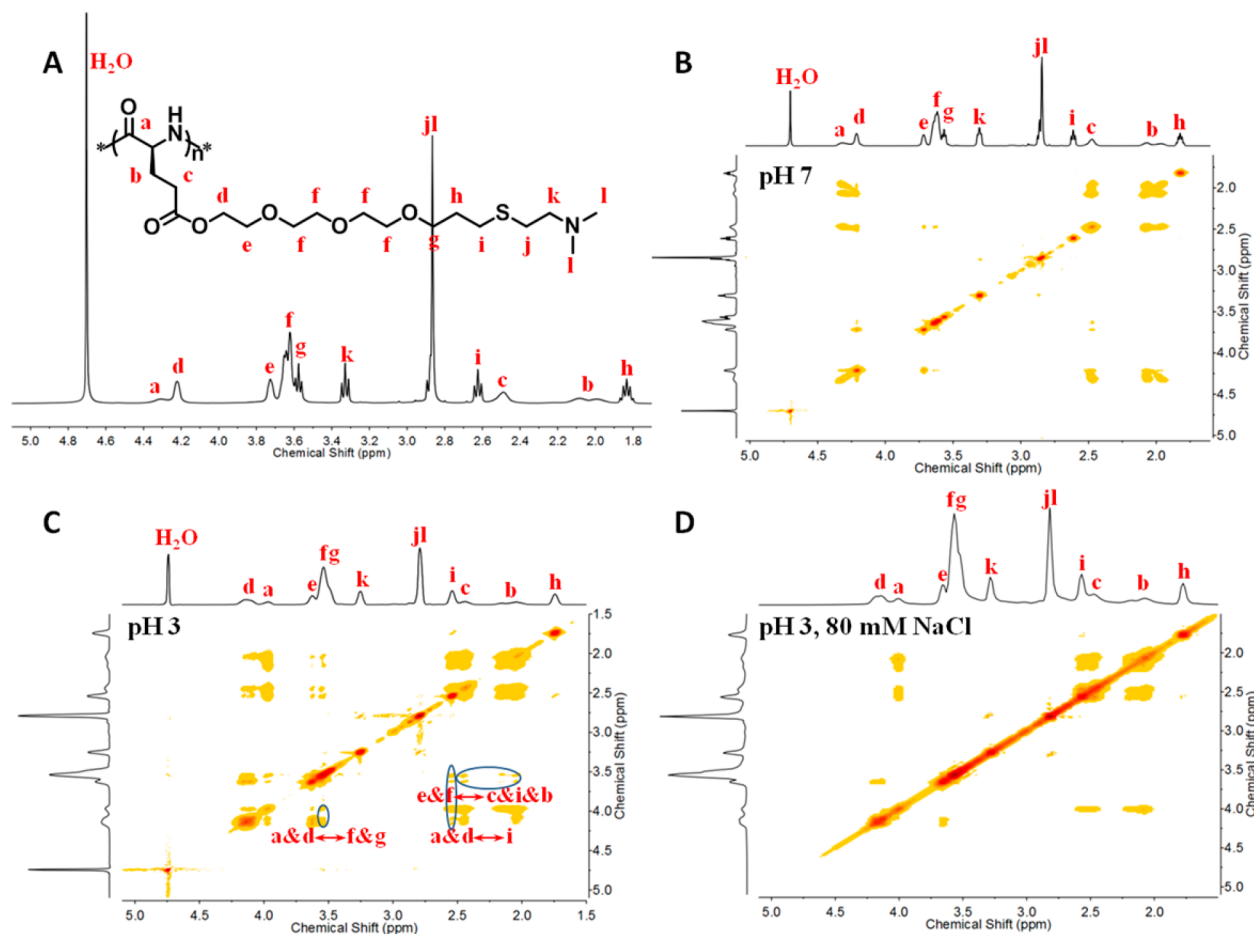 A
H₂O
O
H
N
a
*
n
*
b
c
O
O
d
e
O
f
f
O
f
f
O
f
g
h
i
S
j
k
N
l
l
jl
a
d
e
f
g
k
jl
i
c
b
h
5.0 4.8 4.6 4.4 4.2 4.0 3.8 3.6 3.4 3.2 3.0 2.8 2.6 2.4 2.2 2.0 1.8
Chemical Shift (ppm)
B
H₂O
a d e f g k jl i c b h
pH 7
2.0
2.5
3.0
3.5
4.0
4.5
5.0
Chemical Shift (ppm)
5.0 4.5 4.0 3.5 3.0 2.5 2.0
Chemical Shift (ppm)
C
H₂O
d a e fg k jl i c b h
pH 3
1.5
2.0
2.5
3.0
3.5
4.0
4.5
5.0
Chemical Shift (ppm)
e&f↔c&i&b
a&d↔f&g
a&d↔i
5.0 4.5 4.0 3.5 3.0 2.5 2.0 1.5
Chemical Shift (ppm)
D
d a e fg k jl i c b h
pH 3, 80 mM NaCl
2.0
2.5
3.0
3.5
4.0
4.5
5.0
Chemical Shift (ppm)
5.0 4.5 4.0 3.5 3.0 2.5 2.0
Chemical Shift (ppm)